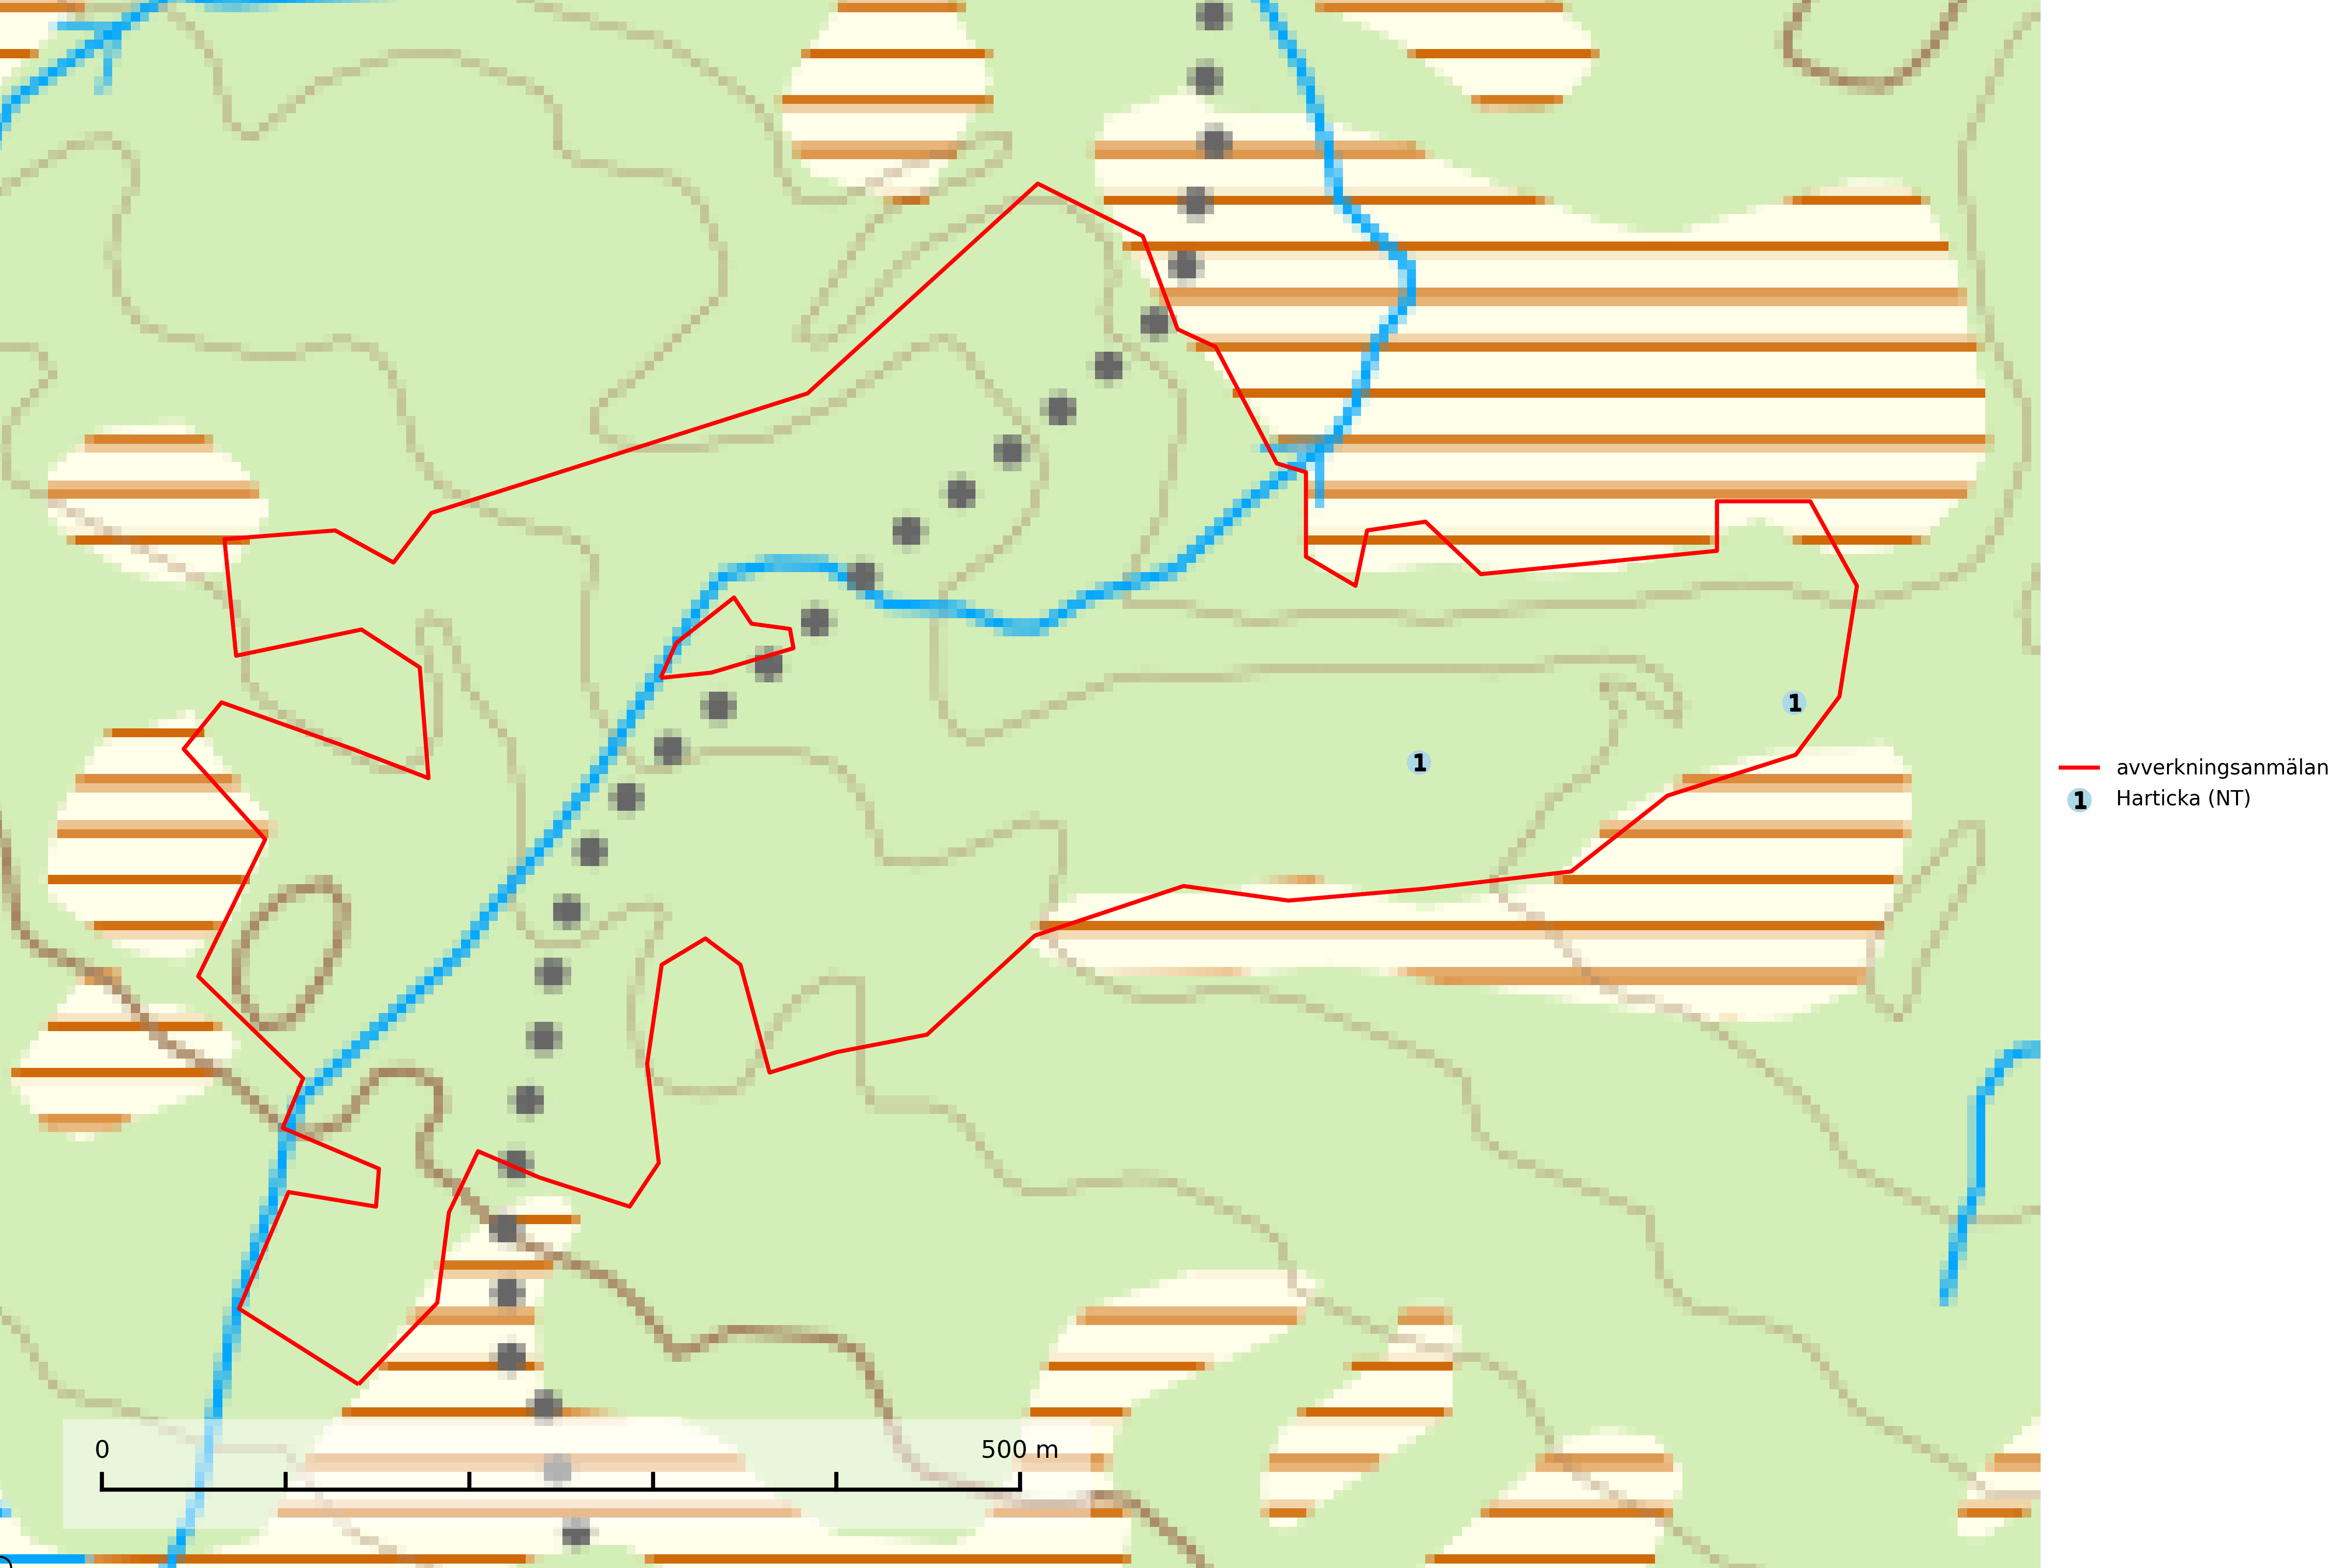 1
1
avverkningsanmälan
1 Harticka (NT)
0 500 m